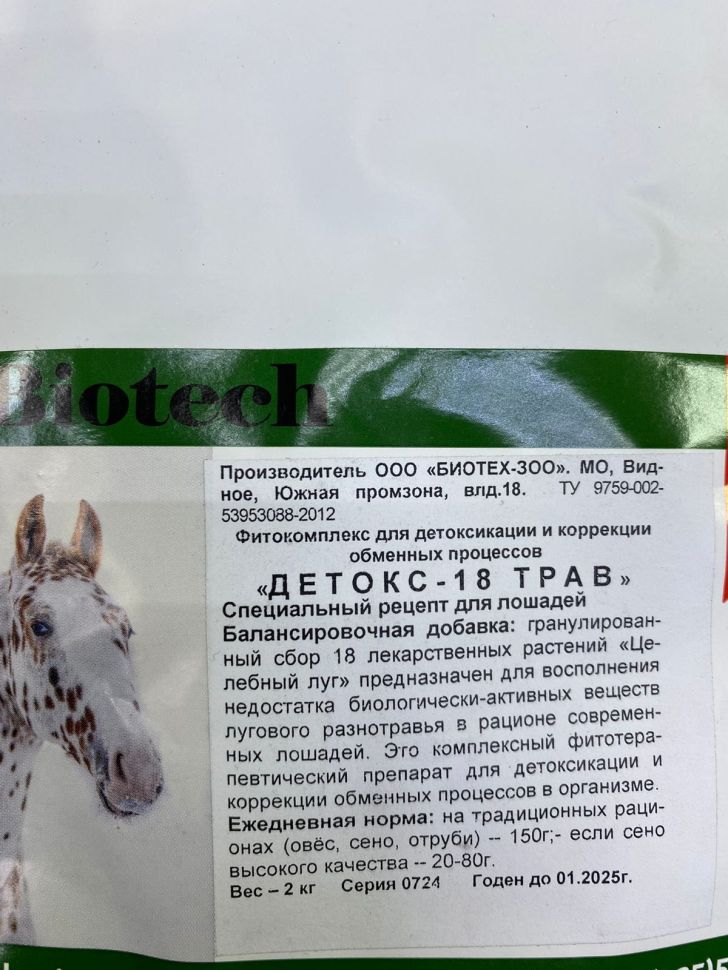 Biotech
Производитель ООО «БИОТЕХ-ЗОО». МО, Вид-
ное, Южная промзона, влд.18. ТУ 9759-002-
53953088-2012
Фитокомплекс для детоксикации и коррекции
обменных процессов
«ДЕТОКС-18 ТРАВ»
Специальный рецепт для лошадей
Балансировочная добавка: гранулирован-
ный сбор 18 лекарственных растений «Це-
лебный луг» предназначен для восполнения
недостатка биологически-активных веществ
лугового разнотравья в рационе современ-
ных лошадей. Это комплексный фитотера-
певтический препарат для детоксикации и
коррекции обменных процессов в организме.
Ежедневная норма: на традиционных раци-
онах (овёс, сено, отруби) -- 150г;- если сено
высокого качества -- 20-80г.
Вес – 2 кг Серия 0724 Годен до 01.2025г.